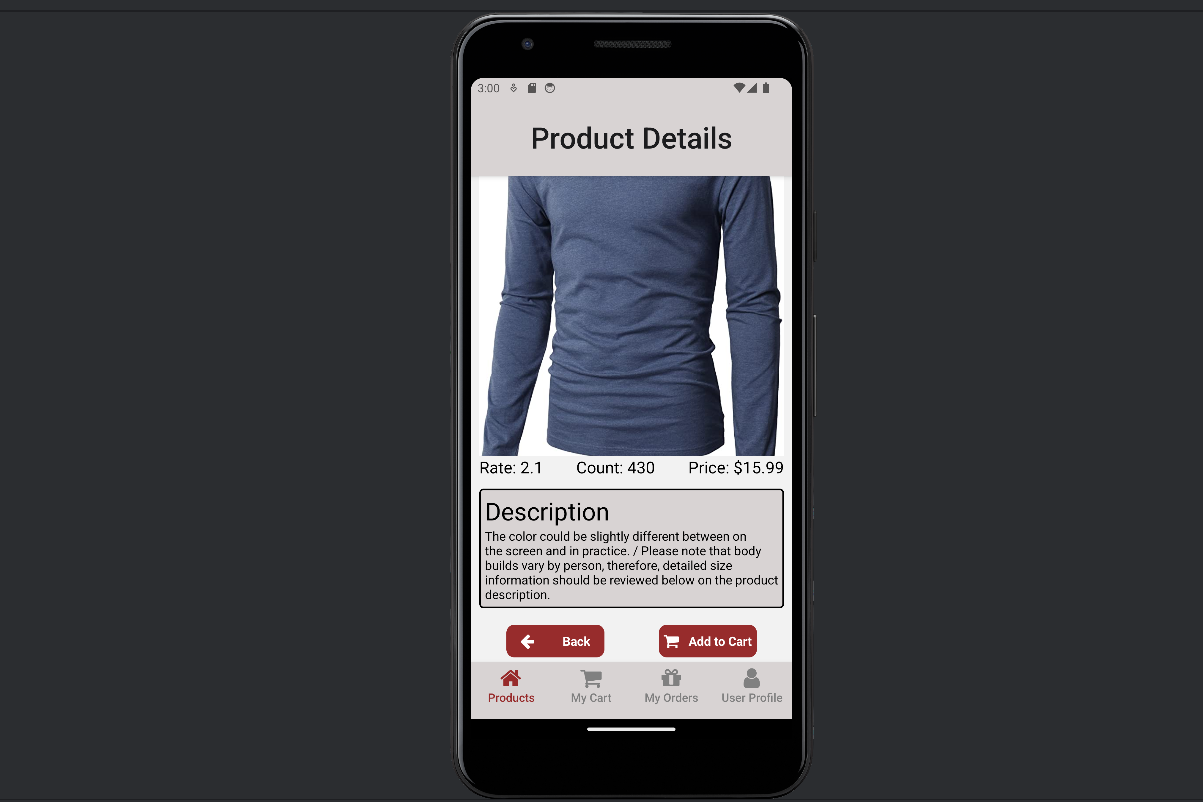 3:00
Product Details
Rate: 2.1 Count: 430 Price: $15.99
Description
The color could be slightly different between on
the screen and in practice. / Please note that body
builds vary by person, therefore, detailed size
information should be reviewed below on the product
description.
Back Add to Cart
Products My Cart My Orders User Profile